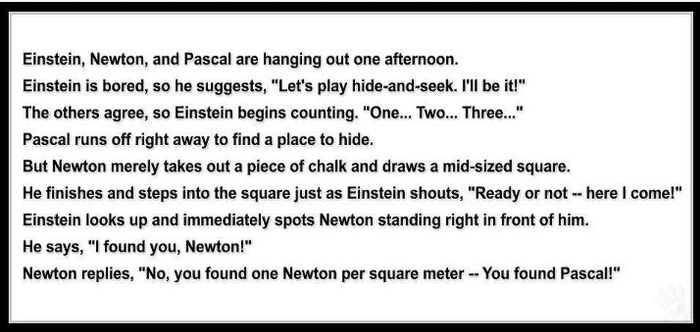 Einstein, Newton, and Pascal are hanging out one afternoon.
Einstein is bored, so he suggests, "Let's play hide-and-seek. I'll be it!"
The others agree, so Einstein begins counting. "One... Two... Three..."
Pascal runs off right away to find a place to hide.
But Newton merely takes out a piece of chalk and draws a mid-sized square.
He finishes and steps into the square just as Einstein shouts, "Ready or not -- here I come!"
Einstein looks up and immediately spots Newton standing right in front of him.
He says, "I found you, Newton!"
Newton replies, "No, you found one Newton per square meter -- You found Pascal!"